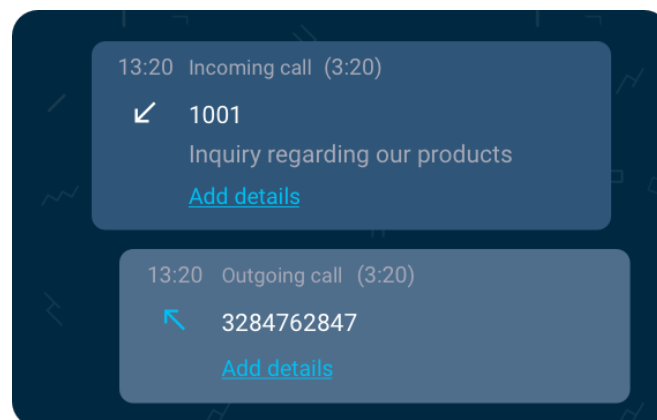 13:20 Incoming call (3:20)
1001
Inquiry regarding our products
Add details
13:20 Outgoing call (3:20)
3284762847
Add details